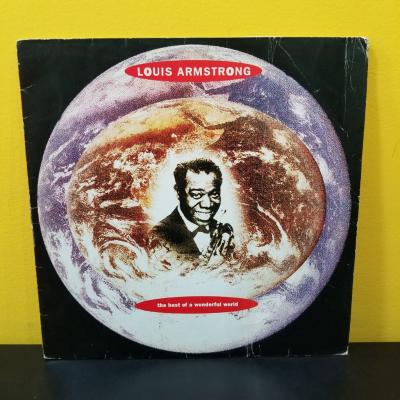 LOUIS ARMSTRONG
the best of a wonderful world